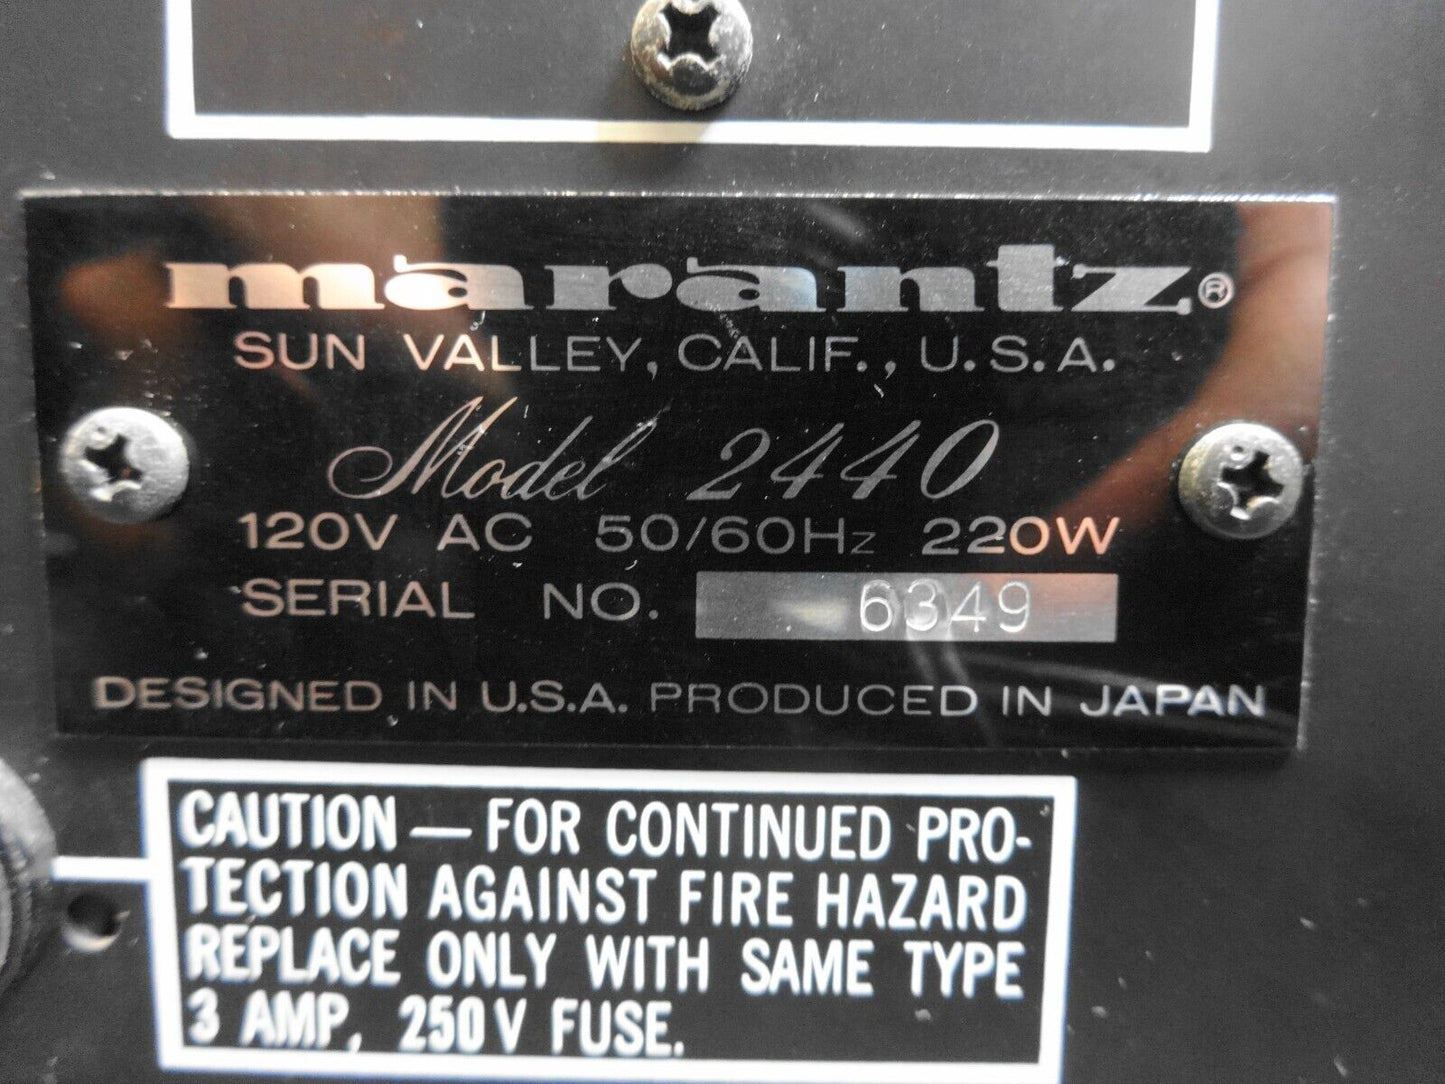 marantz®
SUN VALLEY, CALIF., U.S.A.
Model 2440
120V AC 50/60Hz 220W
SERIAL NO. 6349
DESIGNED IN U.S.A. PRODUCED IN JAPAN
CAUTION — FOR CONTINUED PRO-
TECTION AGAINST FIRE HAZARD
REPLACE ONLY WITH SAME TYPE
3 AMP, 250V FUSE.